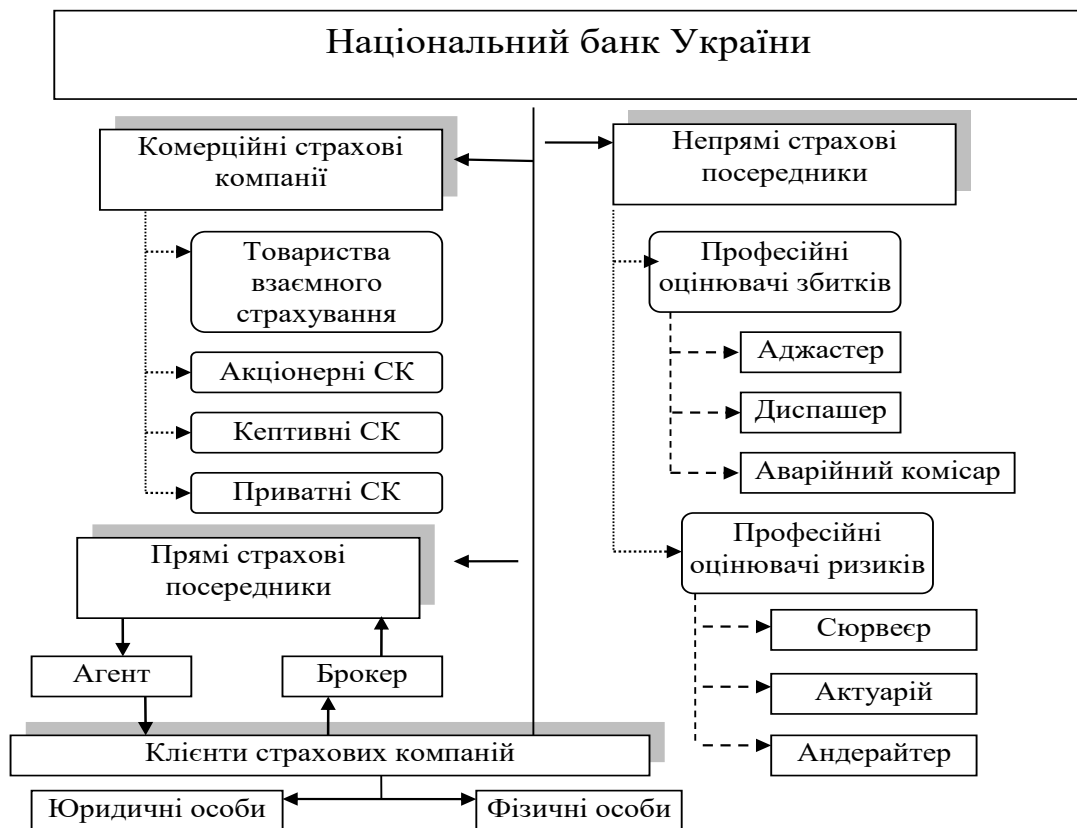 Національний банк України
Комерційні страхові
компанії
Непрямі страхові
посередники
Товариства
взаємного
страхування
Акціонерні СК
Кептивні СК
Приватні СК
Професійні
оцінювачі збитків
Аджастер
Диспашер
Аварійний комісар
Прямі страхові
посередники
Професійні
оцінювачі ризиків
Агент
Брокер
Сюрвеєр
Актуарій
Андерайтер
Клієнти страхових компаній
Юридичні особи
Фізичні особи